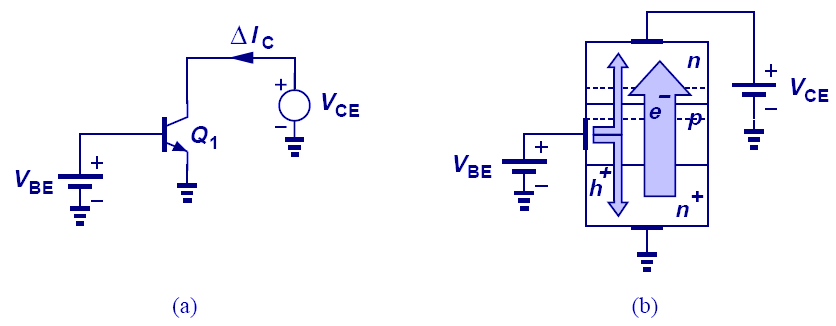 ΔI_C
+
V_CE
−
Q_1
V_BE
+
−
(a)
n
+
V_CE
−
e^−
p
V_BE
+
−
h^+
n^+
(b)